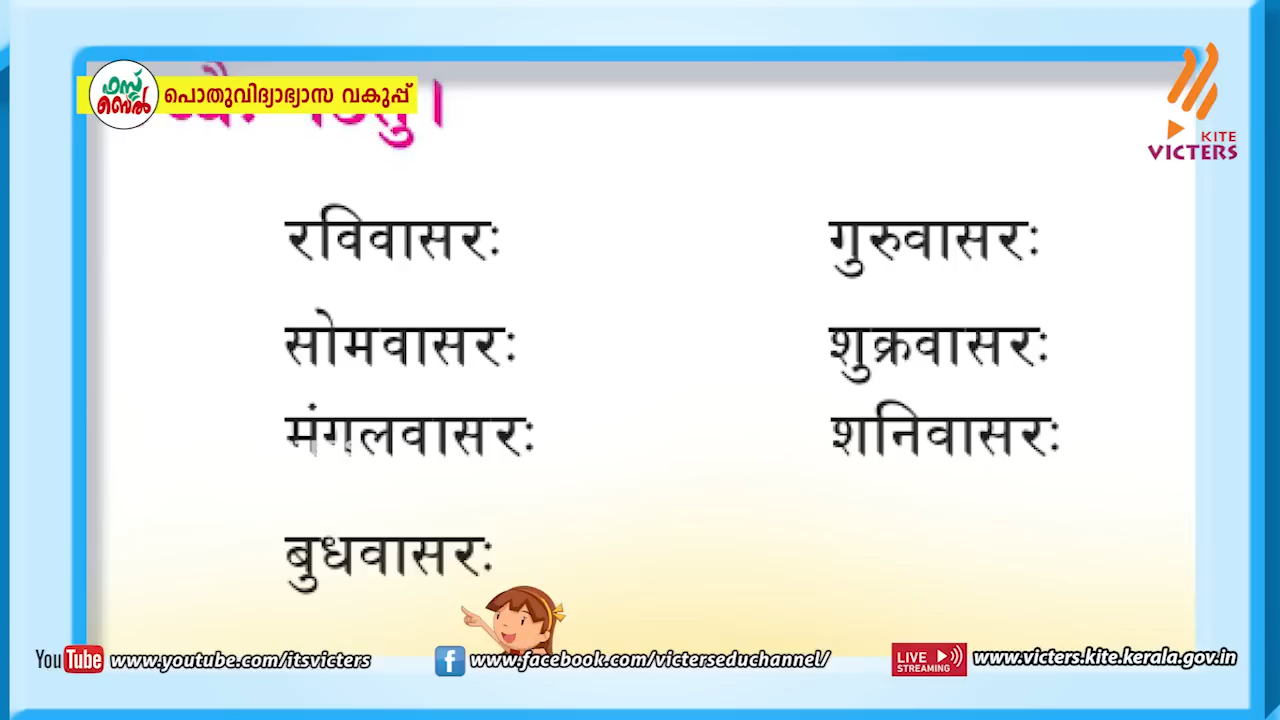 ഫസ്റ്റ് ബെൽ
പൊതുവിദ്യാഭ്യാസ വകുപ്പ്
KITE
VICTERS
रविवासरः
गुरुवासरः
सोमवासरः
शुक्रवासरः
मंगलवासरः
शनिवासरः
बुधवासरः
YouTube www.youtube.com/itsvicters
f www.facebook.com/victerseduchannel/
LIVE STREAMING www.victers.kite.kerala.gov.in